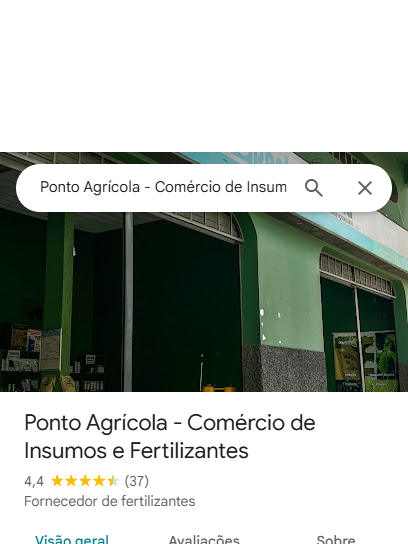 Ponto Agrícola - Comércio de Insum
Ponto Agrícola - Comércio de
Insumos e Fertilizantes
4,4 (37)
Fornecedor de fertilizantes
Visão geral Avaliações Sobre